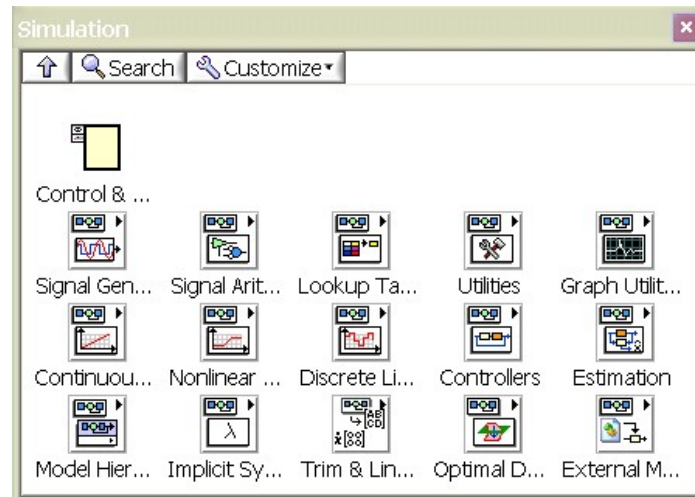 Simulation
Search Customize
Control & ...
Signal Gen... Signal Arit... Lookup Ta... Utilities Graph Utilit...
Continuou... Nonlinear ... Discrete Li... Controllers Estimation
Model Hier... Implicit Sy... Trim & Lin... Optimal D... External M...